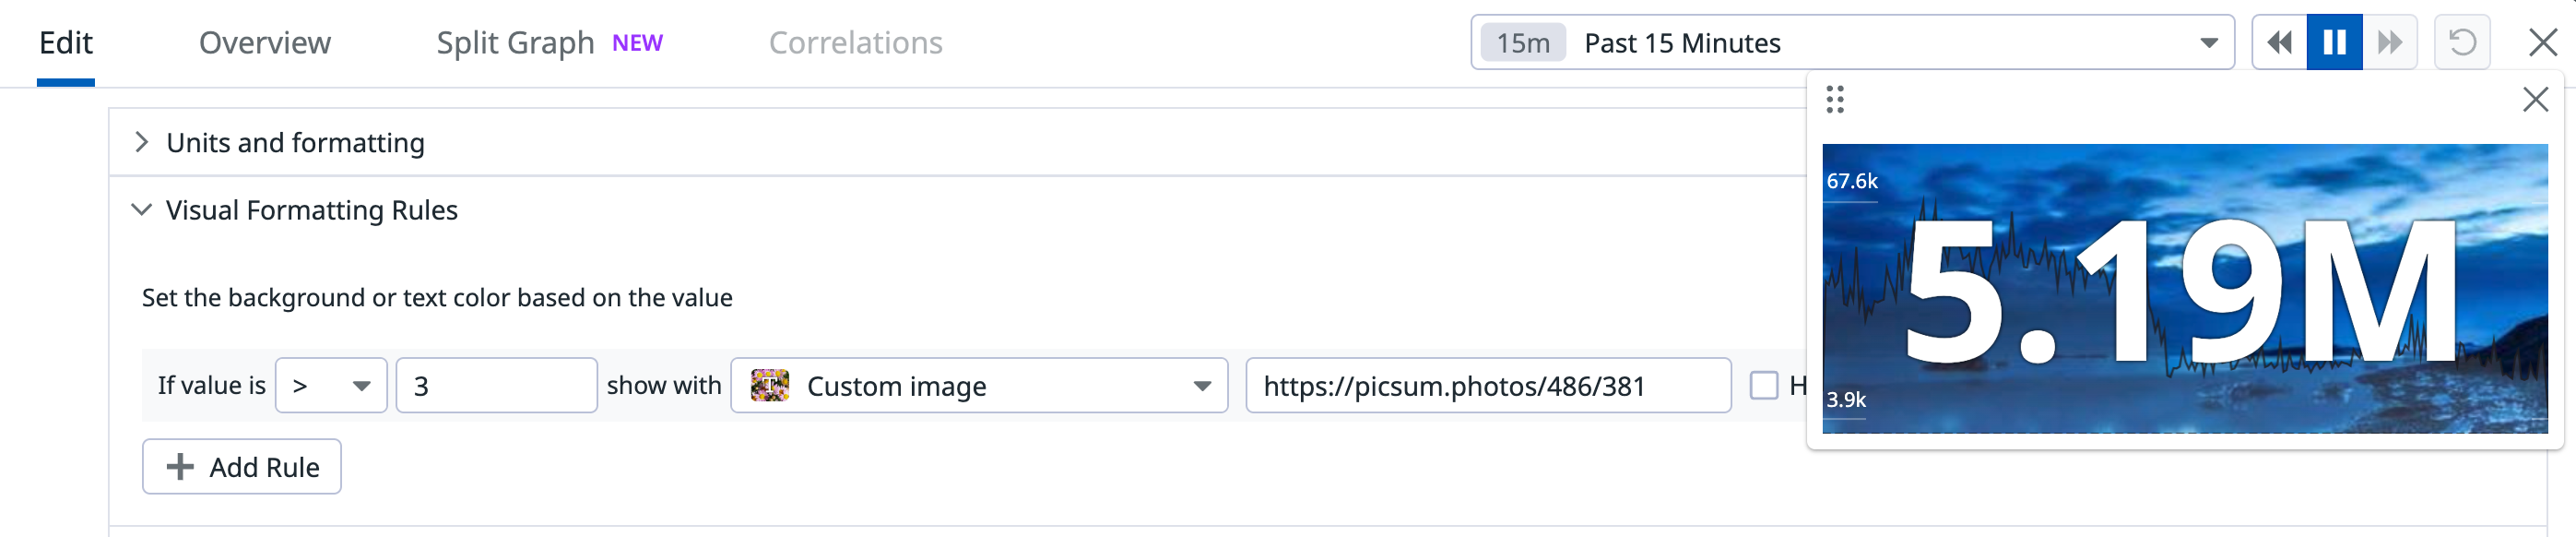 Edit Overview Split Graph NEW Correlations 15m Past 15 Minutes
Units and formatting
67.6k
Visual Formatting Rules
5.19M
Set the background or text color based on the value
If value is > 3 show with Custom image https://picsum.photos/486/381 H
3.9k
Add Rule